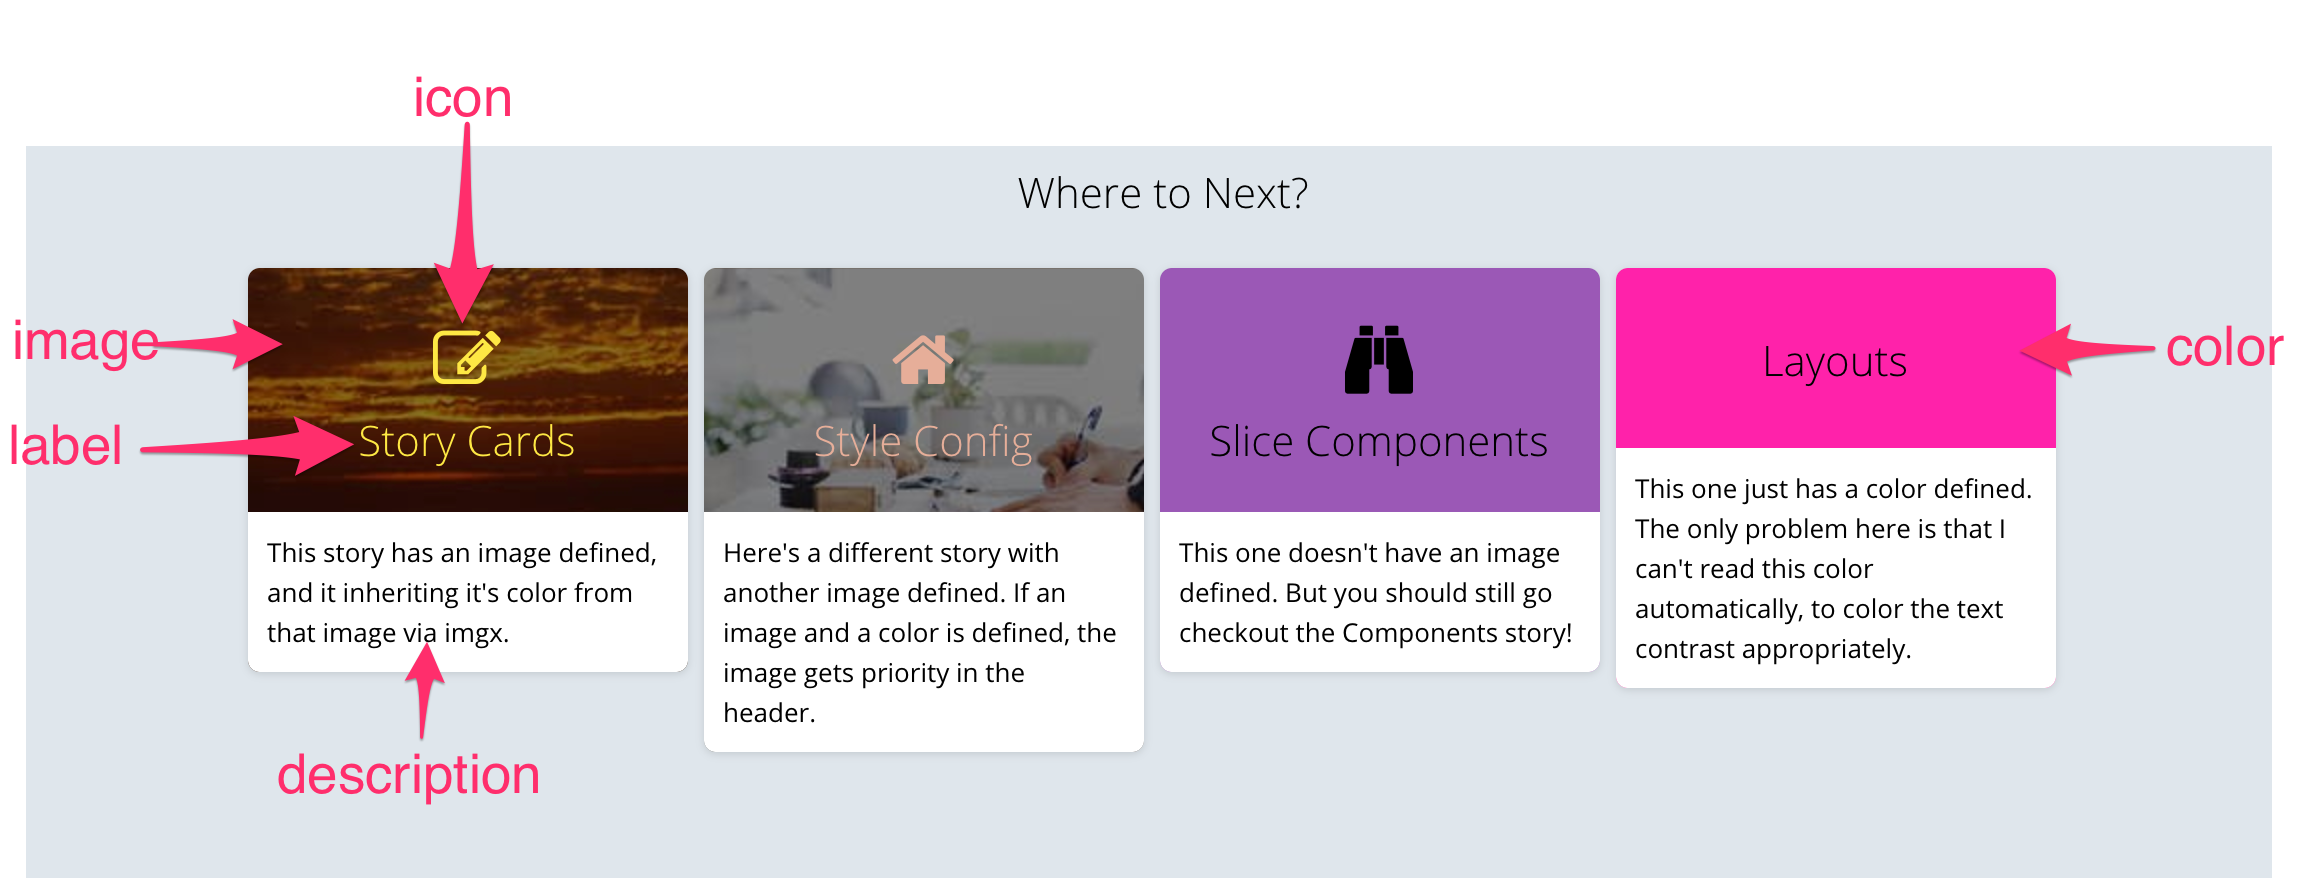 icon
Where to Next?
image
label
color
Story Cards
This story has an image defined,
and it inheriting it's color from
that image via imgx.
description
Style Config
Here's a different story with
another image defined. If an
image and a color is defined, the
image gets priority in the
header.
Slice Components
This one doesn't have an image
defined. But you should still go
checkout the Components story!
Layouts
This one just has a color defined.
The only problem here is that I
can't read this color
automatically, to color the text
contrast appropriately.